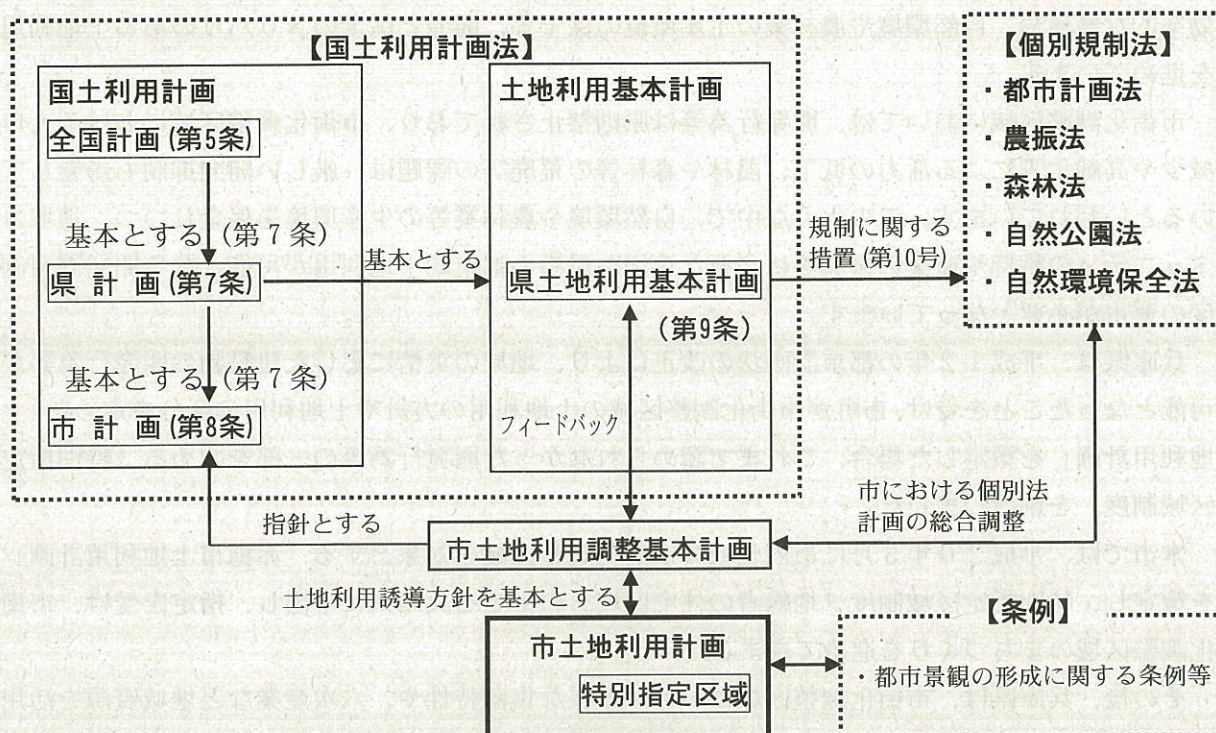 【国土利用計画法】
国土利用計画
全国計画(第5条)
基本とする(第7条)
県 計 画(第7条)
基本とする(第7条)
市 計 画(第8条)
基本とする
土地利用基本計画
県土地利用基本計画
(第9条)
フィードバック
規制に関する
措置(第10号)
【個別規制法】
・都市計画法
・農振法
・森林法
・自然公園法
・自然環境保全法
指針とする
市土地利用調整基本計画
市における個別法
計画の総合調整
土地利用誘導方針を基本とする
市土地利用計画
特別指定区域
【条例】
・都市景観の形成に関する条例等